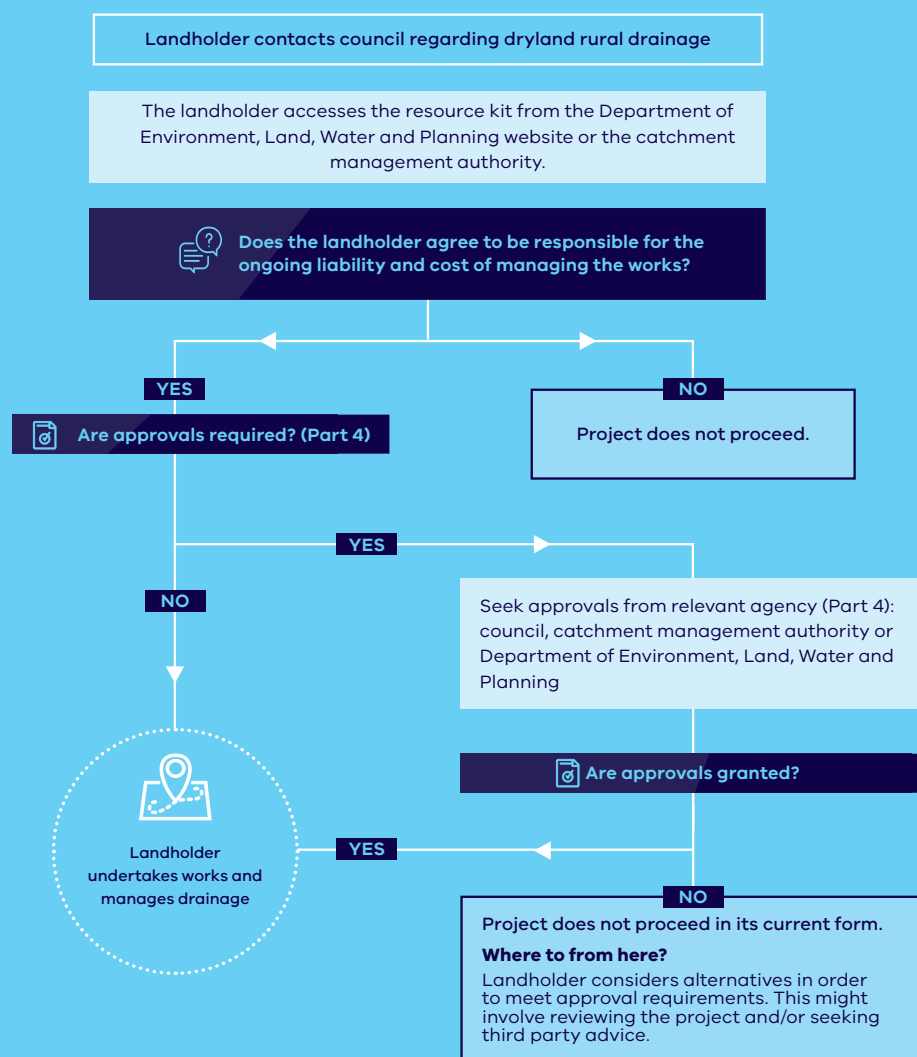 Landholder contacts council regarding dryland rural drainage
The landholder accesses the resource kit from the Department of
Environment, Land, Water and Planning website or the catchment
management authority.
Does the landholder agree to be responsible for the
ongoing liability and cost of managing the works?
YES
NO
Are approvals required? (Part 4)
Project does not proceed.
YES
NO
Seek approvals from relevant agency (Part 4):
council, catchment management authority or
Department of Environment, Land, Water and
Planning
Are approvals granted?
YES
Landholder
undertakes works and
manages drainage
NO
Project does not proceed in its current form.
Where to from here?
Landholder considers alternatives in order
to meet approval requirements. This might
involve reviewing the project and/or seeking
third party advice.